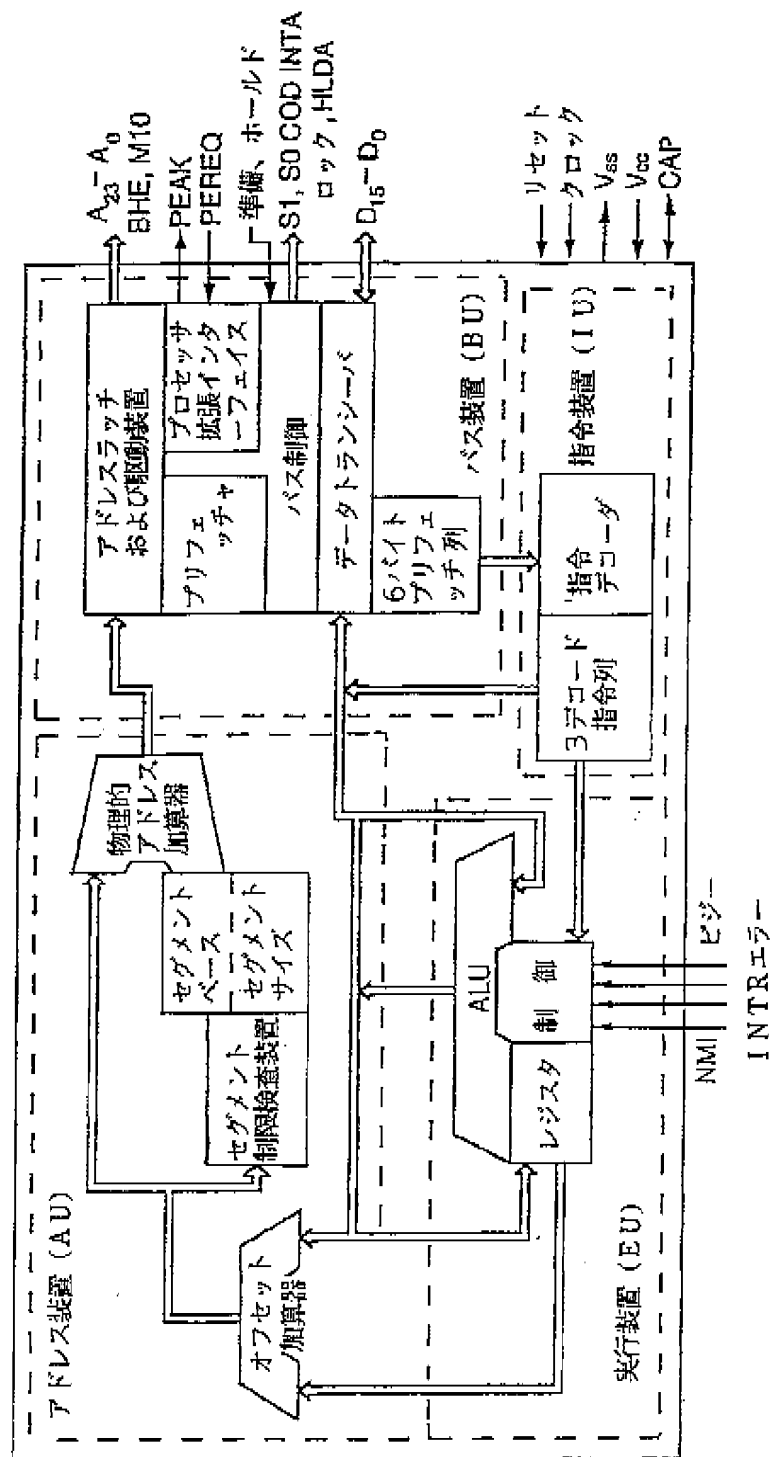 アドレス装置 (AU)
オフセット
加算器
物理的
アドレス
加算器
セグメント
ベース
セグメント
サイズ
セグメント
制限検査装置
アドレスラッチ
および駆動装置
プリフェ
ッチャ
プロセッサ
拡張インタ
ーフェイス
バス制御
データトランシーバ
6バイト
プリフェ
ッチ列
バス装置 (BU)
A23－A0
BHE, M10
PEAK
PEREQ
準備、ホールド
S1, S0 COD INTA
ロック,HLDA
D15－D0
ALU
レジスタ
制御
実行装置 (EU)
3デコード
指令列
指令
デコーダ
指令装置 (IU)
リセット
クロック
Vss
Vcc
CAP
NMI
INTRエラー
ビジー